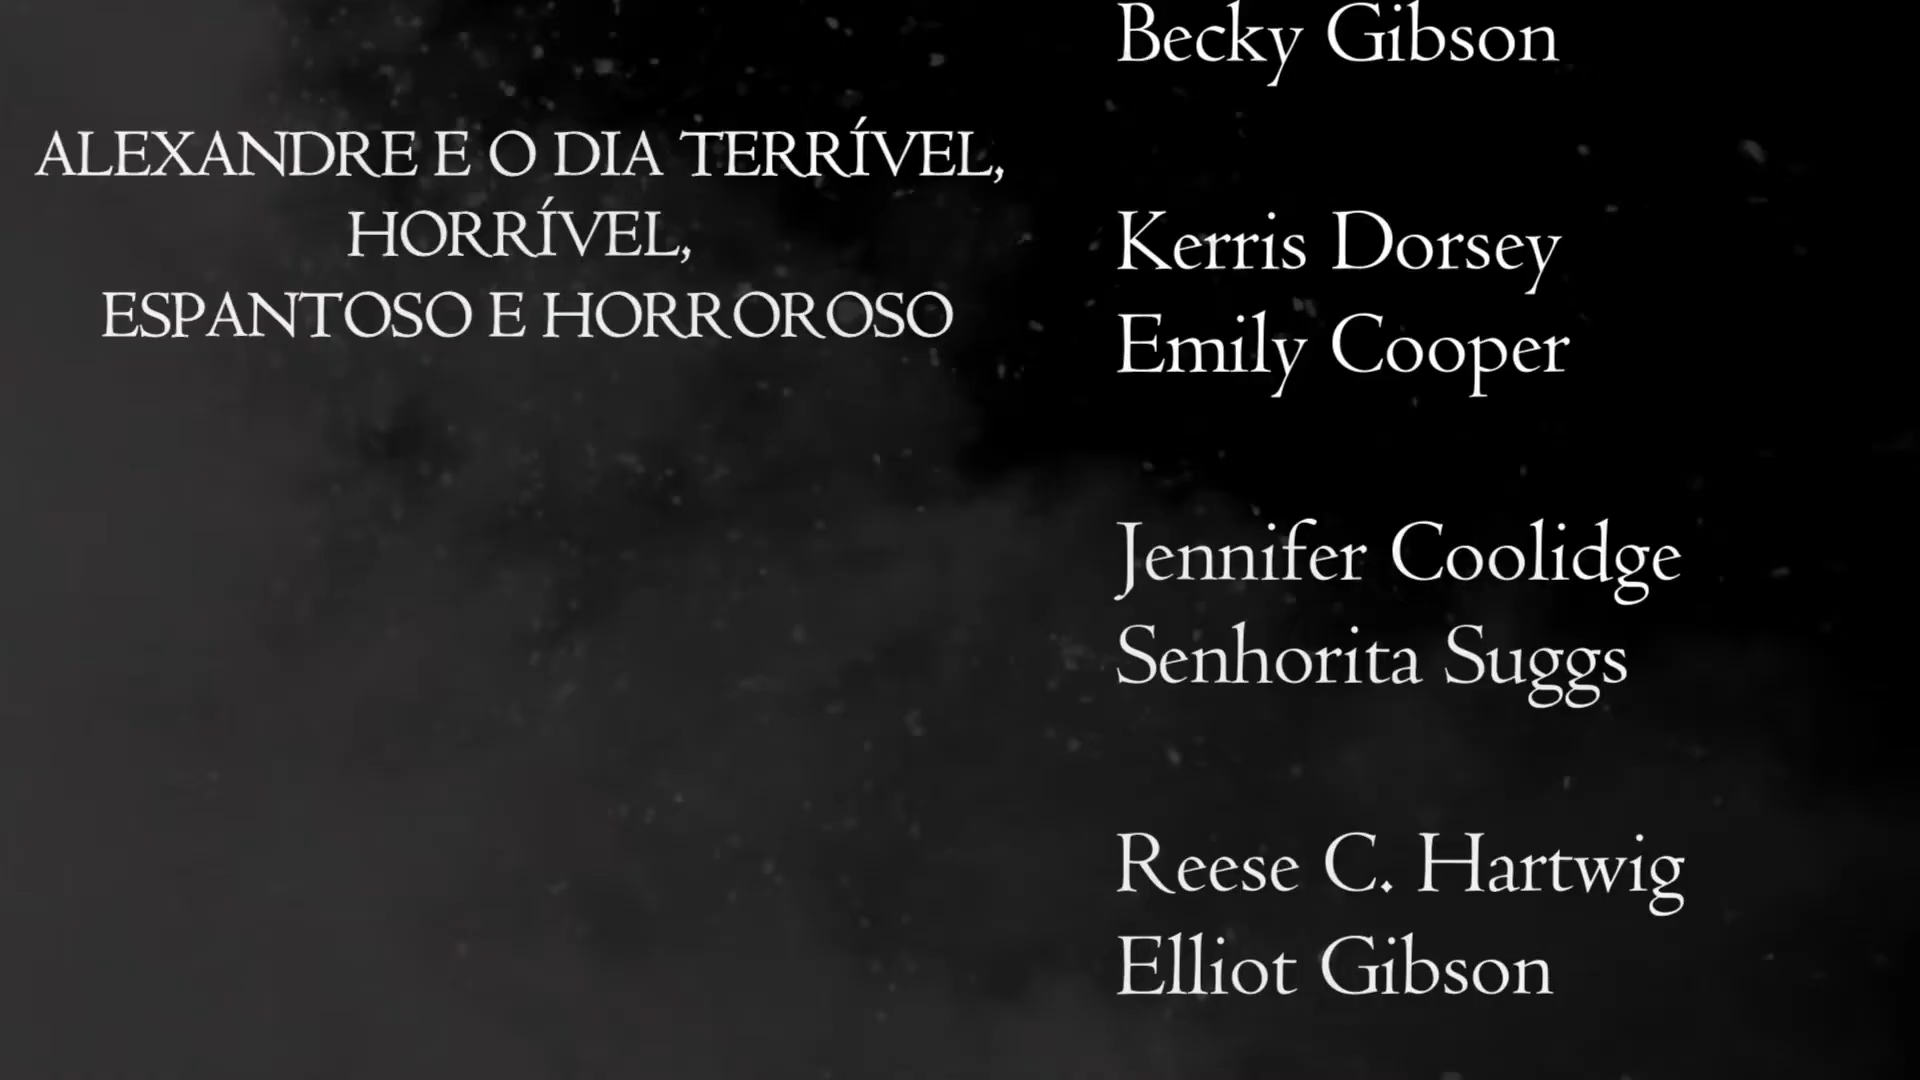 ALEXANDRE E O DIA TERRÍVEL,
HORRÍVEL,
ESPANTOSO E HORROROSO
Becky Gibson
Kerris Dorsey
Emily Cooper
Jennifer Coolidge
Senhorita Suggs
Reese C. Hartwig
Elliot Gibson